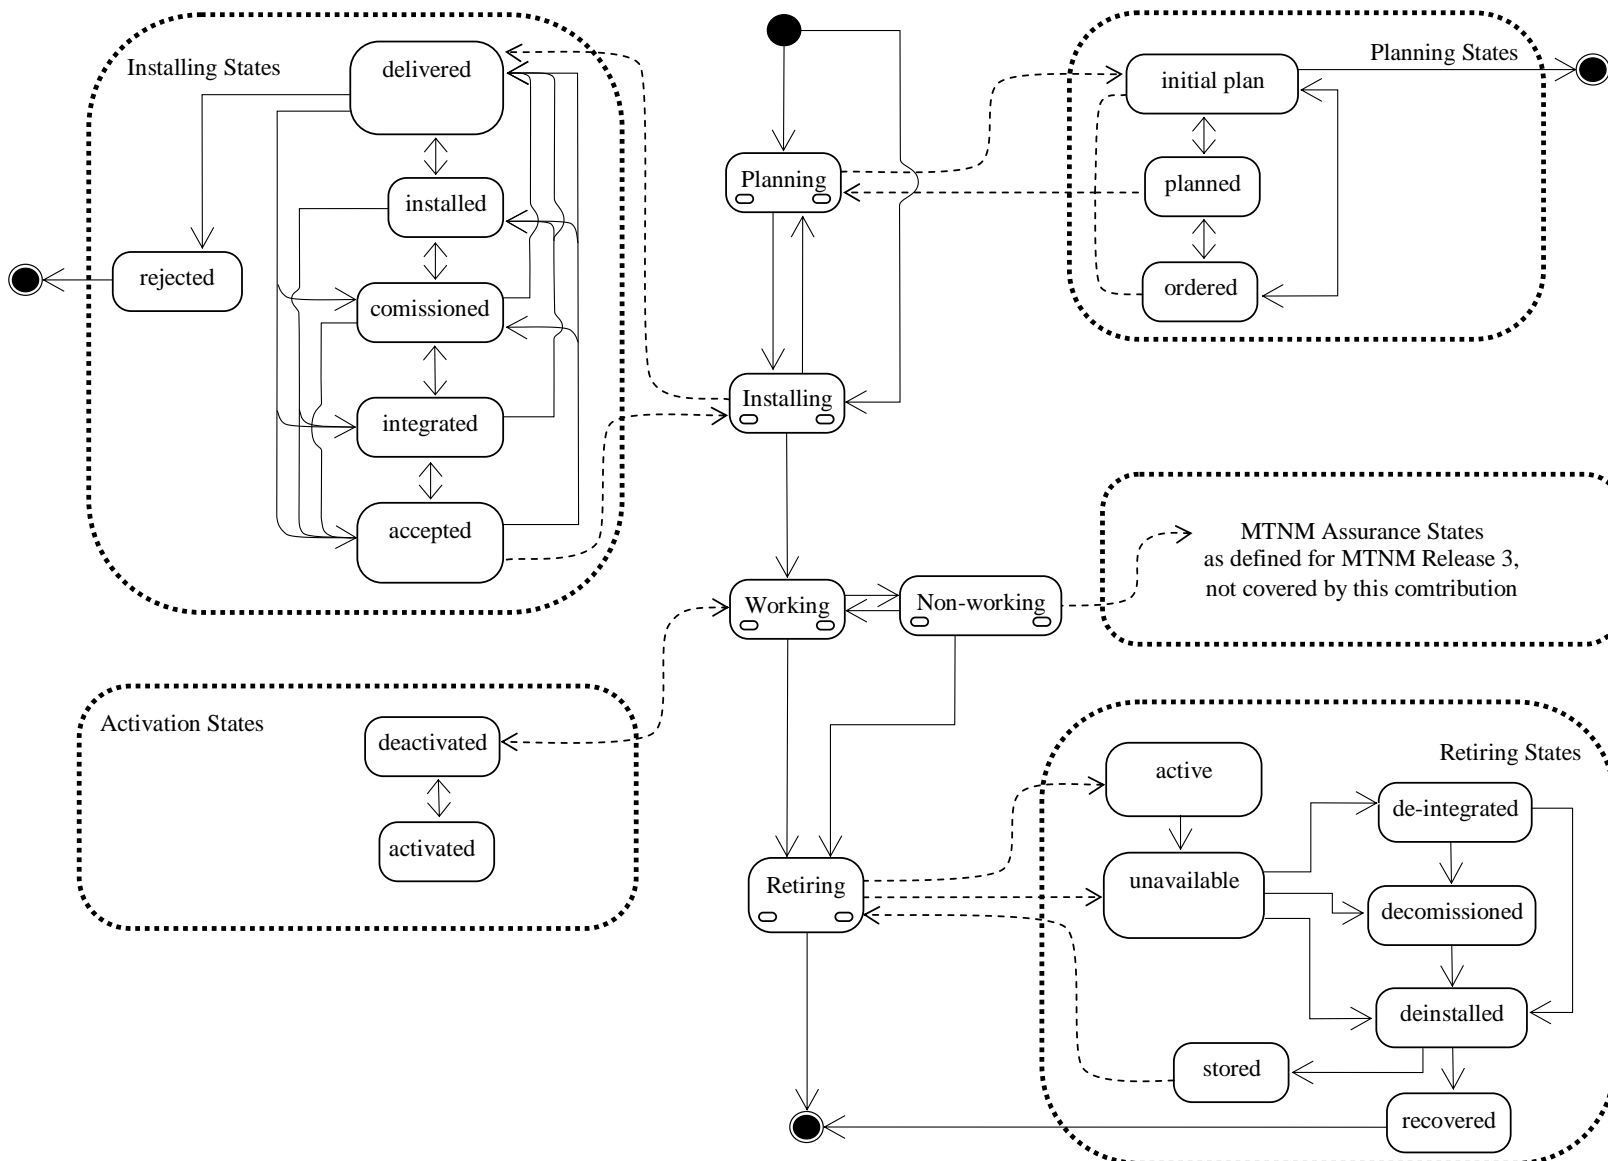 Installing States
delivered
installed
rejected
comissioned
integrated
accepted
Planning States
initial plan
planned
ordered
Planning
Installing
Working
Non-working
Retiring
MTNM Assurance States
as defined for MTNM Release 3,
not covered by this comtribution
Activation States
deactivated
activated
Retiring States
active
de-integrated
unavailable
decomissioned
deinstalled
stored
recovered